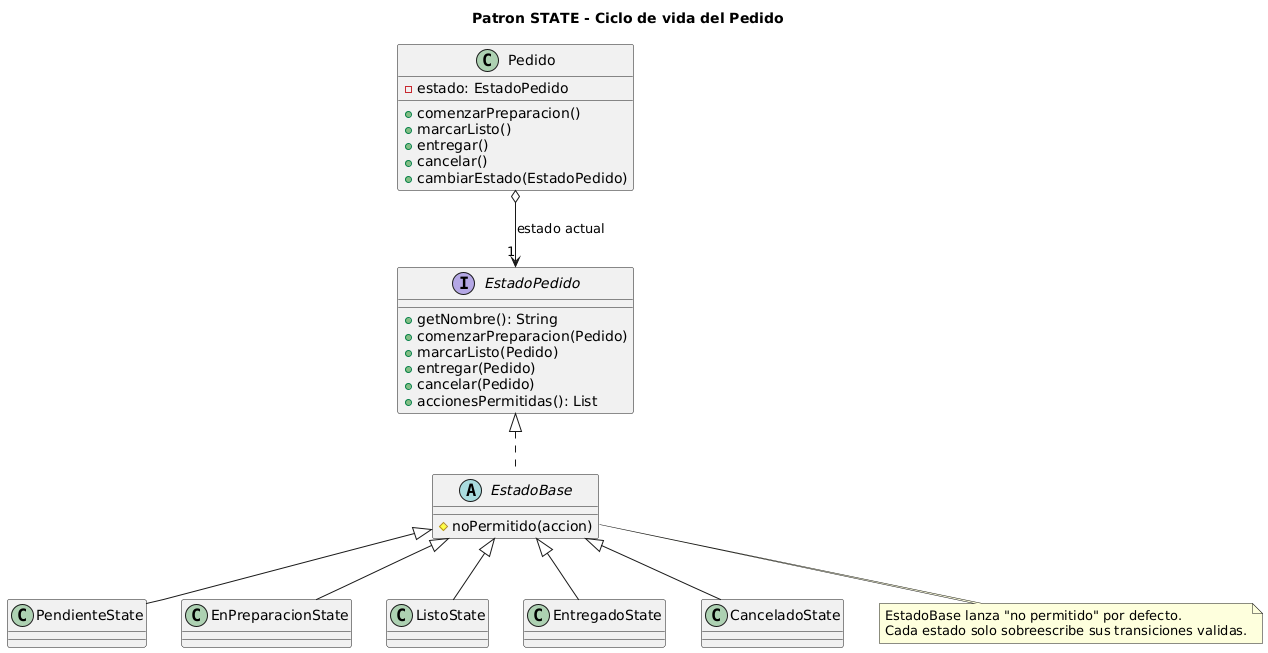 Patron STATE - Ciclo de vida del Pedido
C Pedido
estado: EstadoPedido
comenzarPreparacion()
marcarListo()
entregar()
cancelar()
cambiarEstado(EstadoPedido)
estado actual
1
I EstadoPedido
getNombre(): String
comenzarPreparacion(Pedido)
marcarListo(Pedido)
entregar(Pedido)
cancelar(Pedido)
accionesPermitidas(): List
A EstadoBase
noPermitido(accion)
C PendienteState
C EnPreparacionState
C ListoState
C EntregadoState
C CanceladoState
EstadoBase lanza "no permitido" por defecto.
Cada estado solo sobreescribe sus transiciones validas.